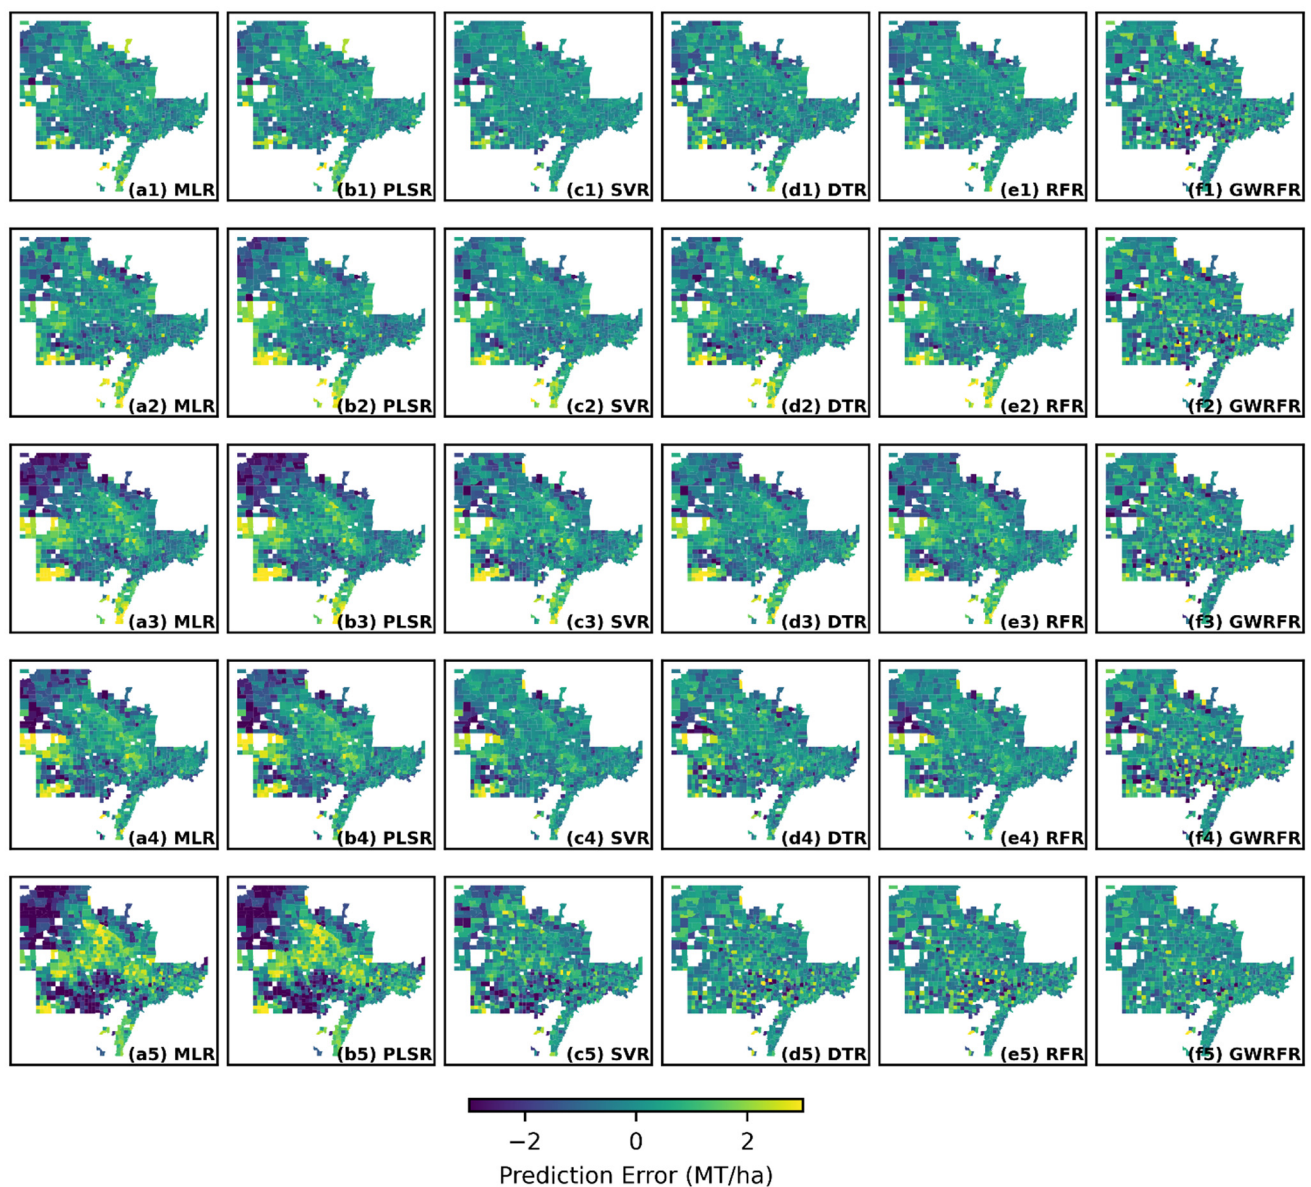 (a1) MLR
(b1) PLSR
(c1) SVR
(d1) DTR
(e1) RFR
(f1) GWRFR
(a2) MLR
(b2) PLSR
(c2) SVR
(d2) DTR
(e2) RFR
(f2) GWRFR
(a3) MLR
(b3) PLSR
(c3) SVR
(d3) DTR
(e3) RFR
(f3) GWRFR
(a4) MLR
(b4) PLSR
(c4) SVR
(d4) DTR
(e4) RFR
(f4) GWRFR
(a5) MLR
(b5) PLSR
(c5) SVR
(d5) DTR
(e5) RFR
(f5) GWRFR
−2 0 2
Prediction Error (MT/ha)